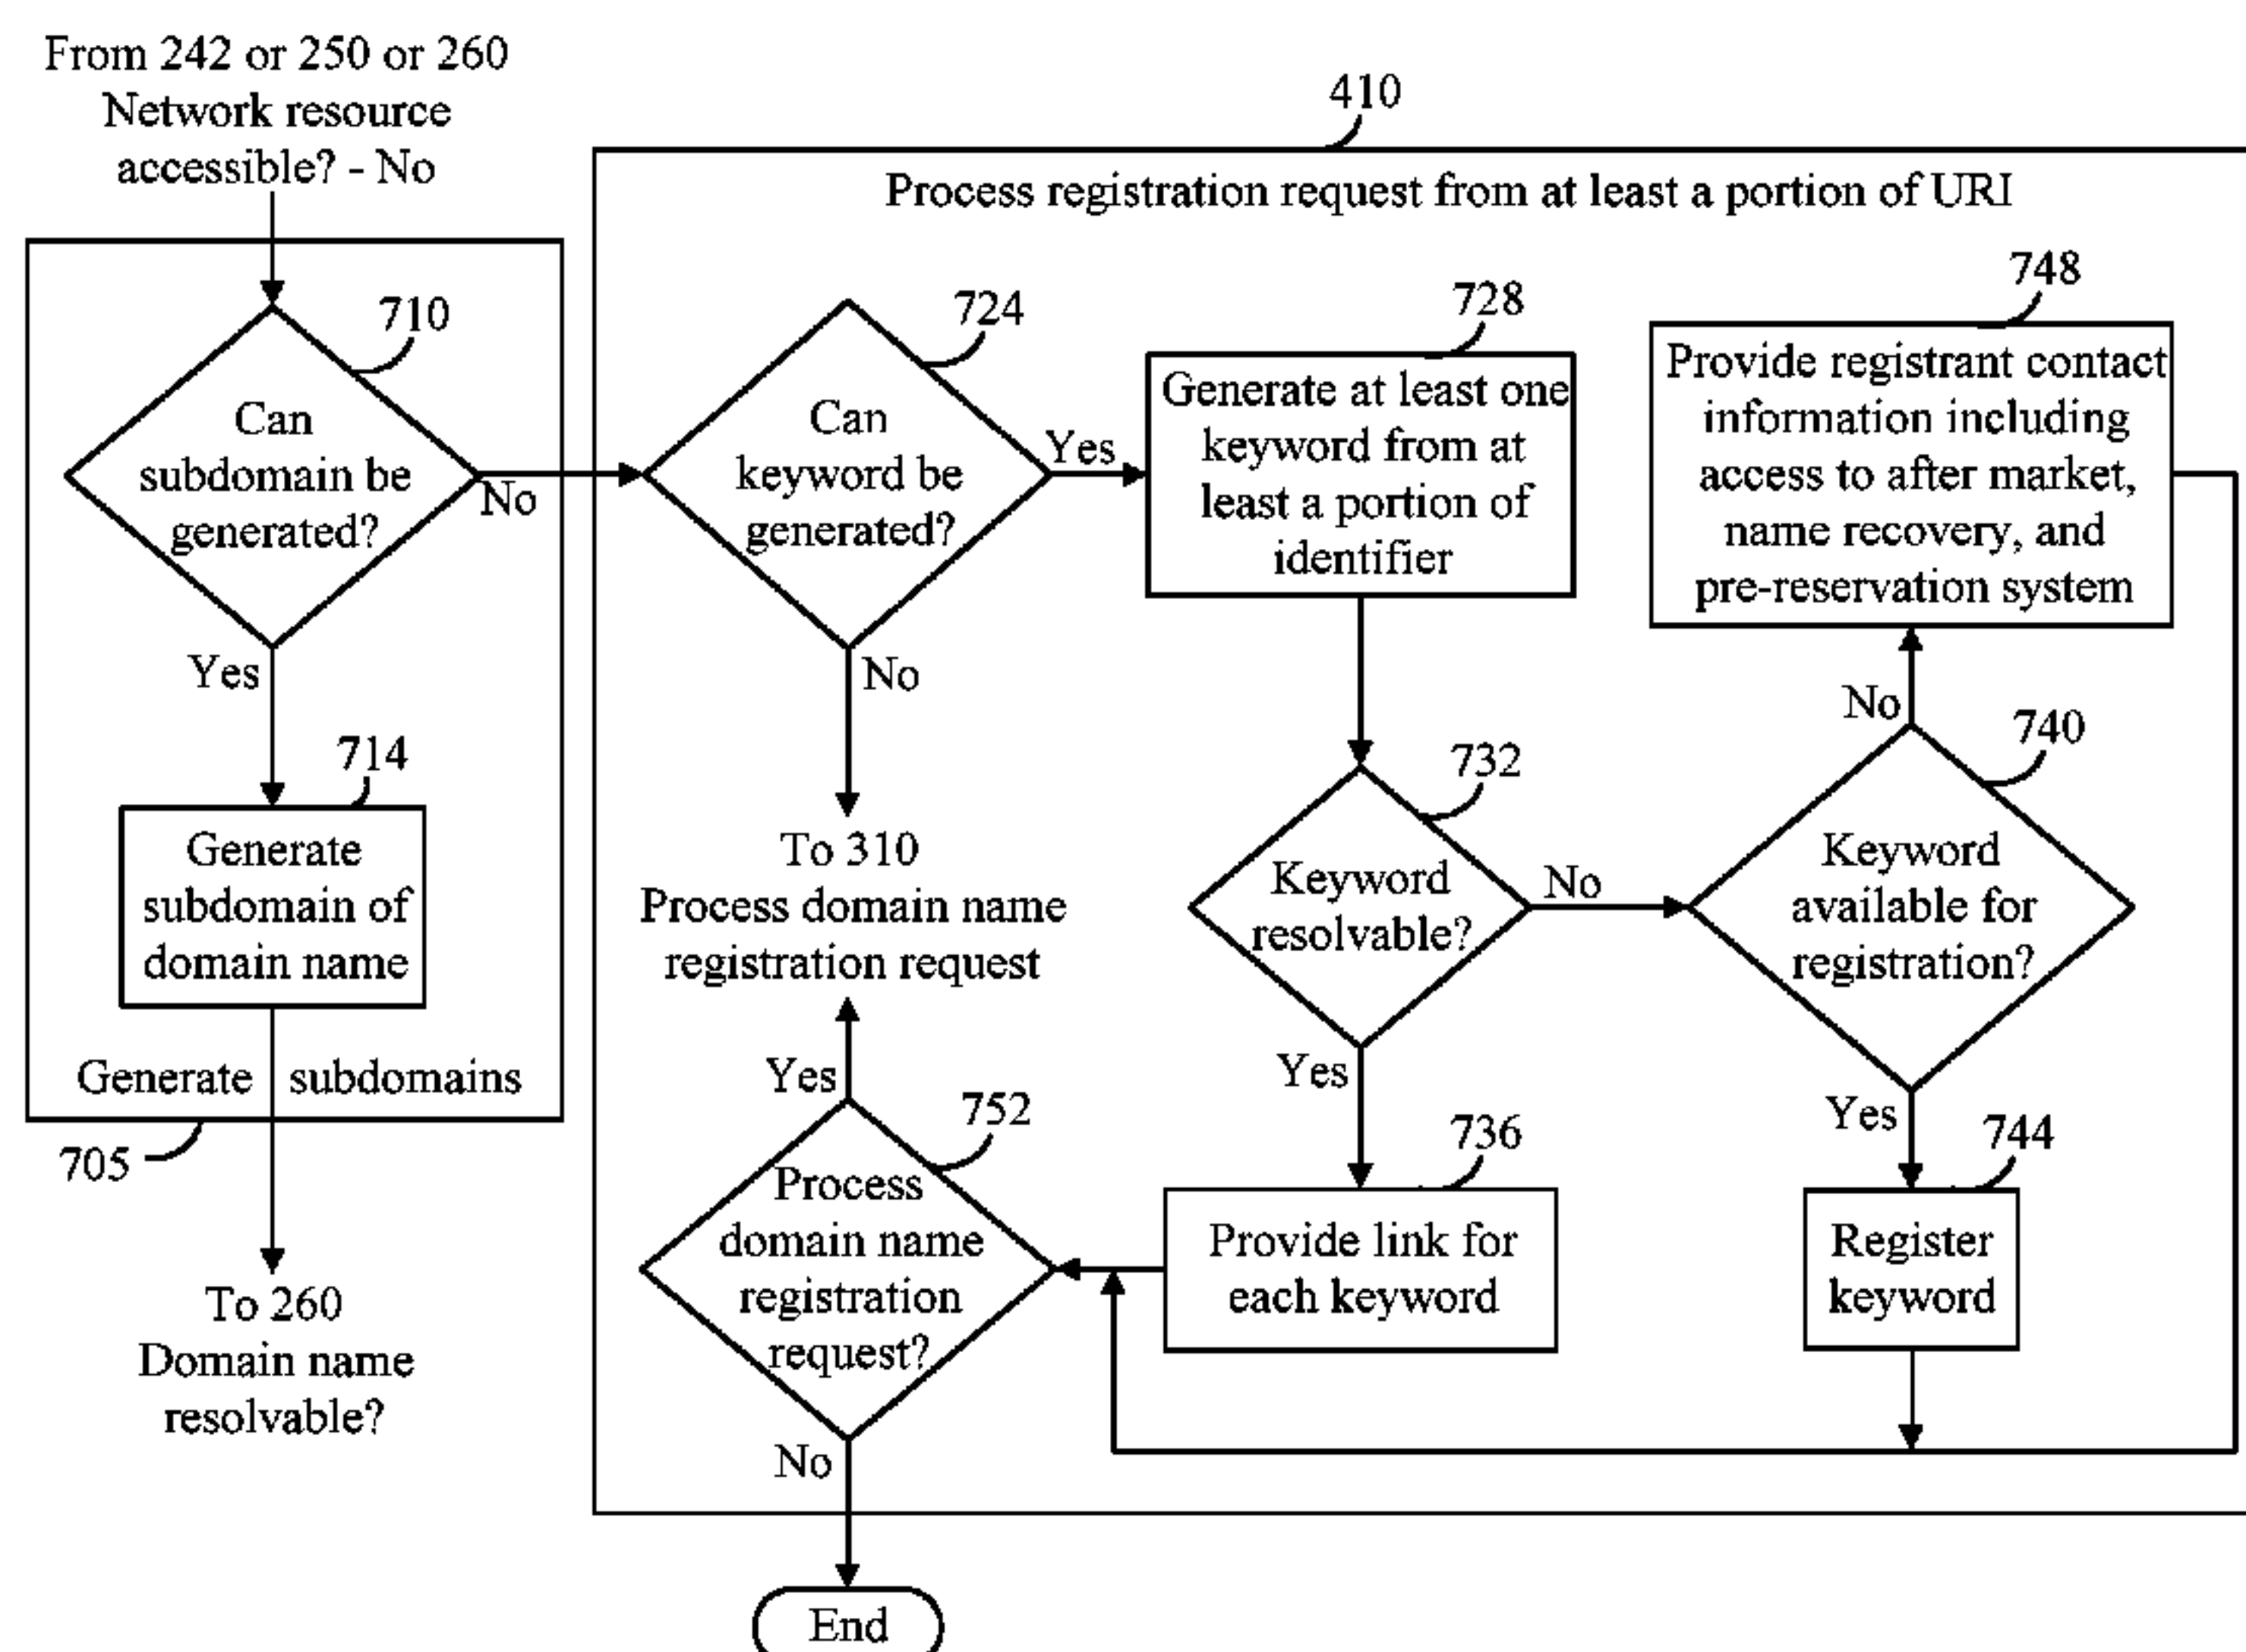 From 242 or 250 or 260
Network resource
accessible? - No
410
Process registration request from at least a portion of URI
710
Can
subdomain be
generated?
No
Yes
714
Generate
subdomain of
domain name
Generate subdomains
705
To 260
Domain name
resolvable?
724
Can
keyword be
generated?
Yes
No
To 310
Process domain name
registration request
728
Generate at least one
keyword from at
least a portion of
identifier
732
Keyword
resolvable?
No
Yes
736
Provide link for
each keyword
748
Provide registrant contact
information including
access to after market,
name recovery, and
pre-reservation system
No
740
Keyword
available for
registration?
Yes
744
Register
keyword
Yes
752
Process
domain name
registration
request?
No
End